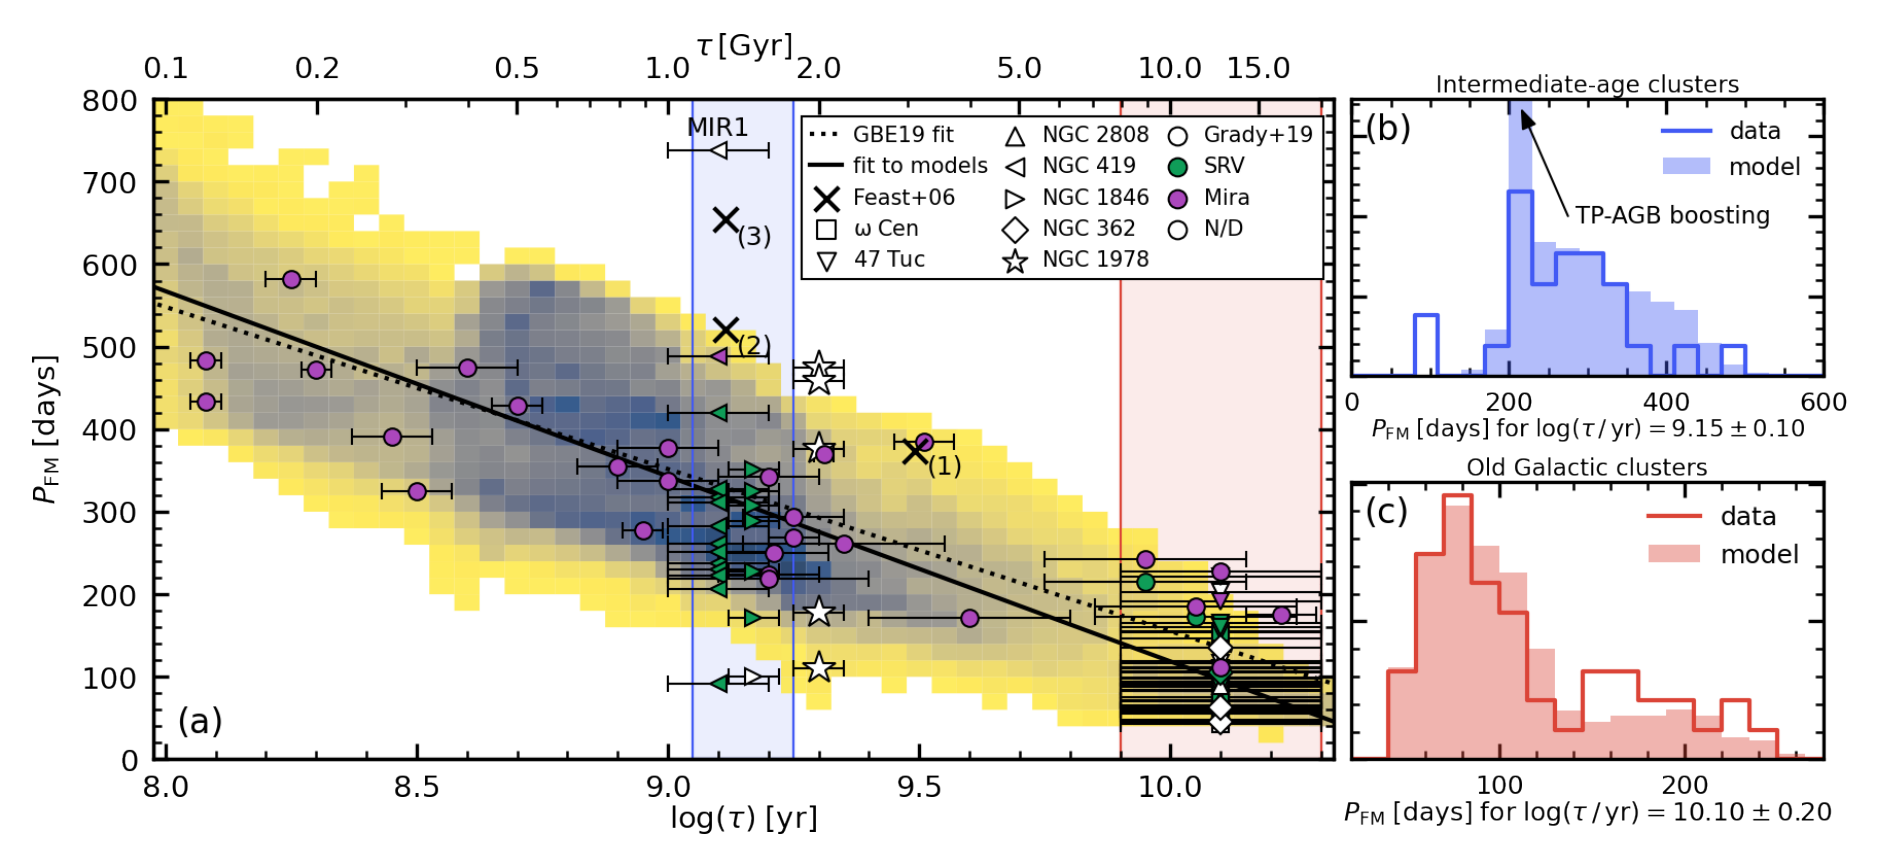 τ [Gyr]
0.1 0.2 0.5 1.0 2.0 5.0 10.0 15.0
800
700
600
500
400
300
200
100
0
P_FM [days]
MIR1
(3)
(2)
(1)
(a)
GBE19 fit
fit to models
Feast+06
ω Cen
47 Tuc
NGC 2808
NGC 419
NGC 1846
NGC 362
NGC 1978
Grady+19
SRV
Mira
N/D
8.0 8.5 9.0 9.5 10.0
log(τ) [yr]
Intermediate-age clusters
(b)
data
model
TP-AGB boosting
0 200 400 600
P_FM [days] for log(τ / yr) = 9.15 ± 0.10
Old Galactic clusters
(c)
data
model
100 200
P_FM [days] for log(τ / yr) = 10.10 ± 0.20